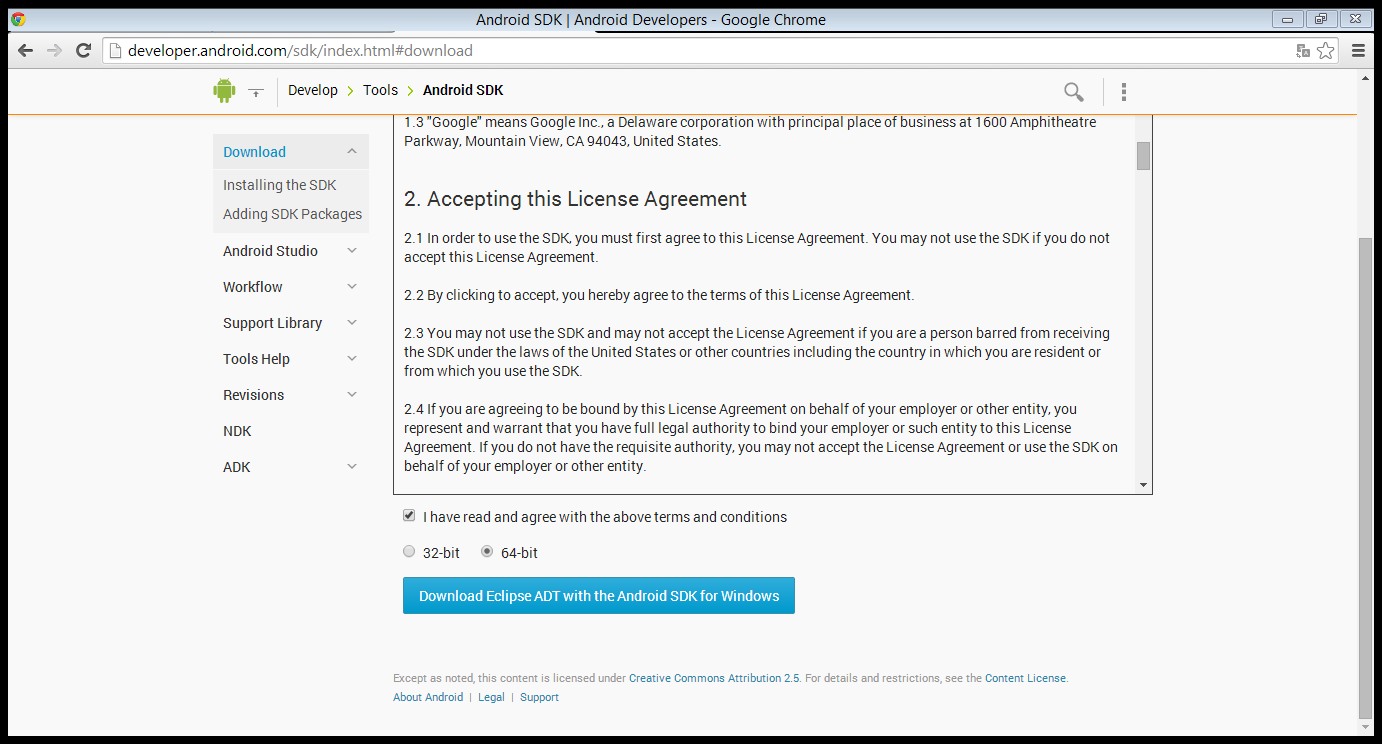 Android SDK | Android Developers - Google Chrome
developer.android.com/sdk/index.html#download
Develop > Tools > Android SDK
Download
Installing the SDK
Adding SDK Packages
Android Studio
Workflow
Support Library
Tools Help
Revisions
NDK
ADK
1.3 "Google" means Google Inc., a Delaware corporation with principal place of business at 1600 Amphitheatre
Parkway, Mountain View, CA 94043, United States.
2. Accepting this License Agreement
2.1 In order to use the SDK, you must first agree to this License Agreement. You may not use the SDK if you do not
accept this License Agreement.
2.2 By clicking to accept, you hereby agree to the terms of this License Agreement.
2.3 You may not use the SDK and may not accept the License Agreement if you are a person barred from receiving
the SDK under the laws of the United States or other countries including the country in which you are resident or
from which you use the SDK.
2.4 If you are agreeing to be bound by this License Agreement on behalf of your employer or other entity, you
represent and warrant that you have full legal authority to bind your employer or such entity to this License
Agreement. If you do not have the requisite authority, you may not accept the License Agreement or use the SDK on
behalf of your employer or other entity.
I have read and agree with the above terms and conditions
32-bit 64-bit
Download Eclipse ADT with the Android SDK for Windows
Except as noted, this content is licensed under Creative Commons Attribution 2.5. For details and restrictions, see the Content License.
About Android | Legal | Support